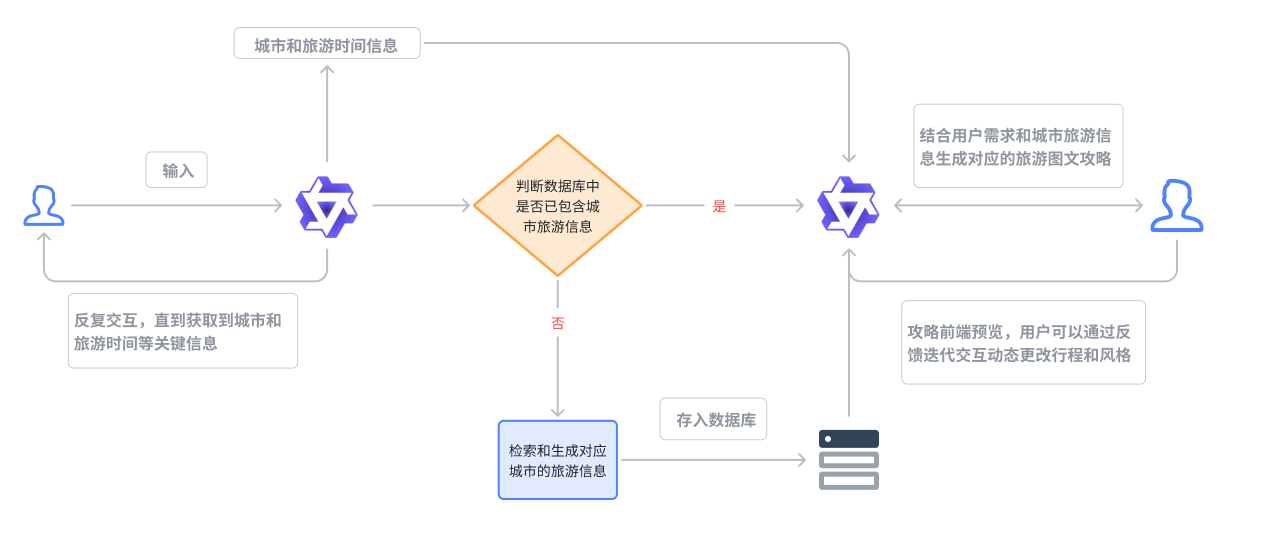 城市和旅游时间信息
输入
判断数据库中
是否已包含城
市旅游信息
是
结合用户需求和城市旅游信
息生成对应的旅游图文攻略
反复交互，直到获取到城市和
旅游时间等关键信息
否
攻略前端预览，用户可以通过反
馈迭代交互动态更改行程和风格
检索和生成对应
城市的旅游信息
存入数据库